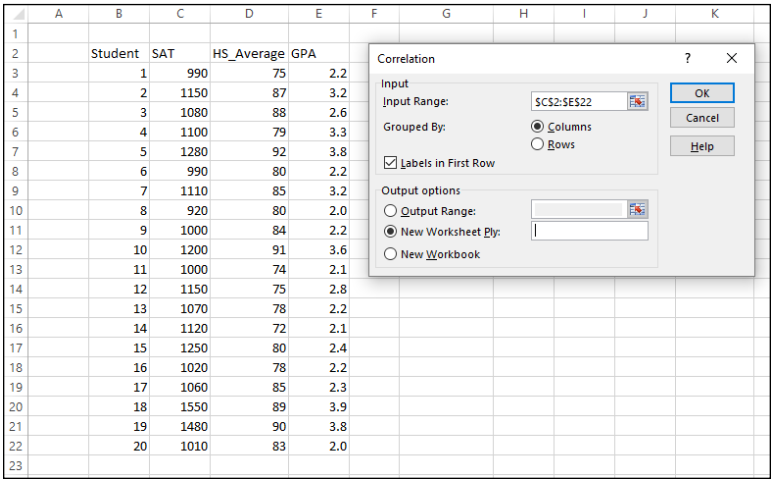 A B C D E F G H I J K
1
2 Student SAT HS_Average GPA
3 1 990 75 2.2
4 2 1150 87 3.2
5 3 1080 88 2.6
6 4 1100 79 3.3
7 5 1280 92 3.8
8 6 990 80 2.2
9 7 1110 85 3.2
10 8 920 80 2.0
11 9 1000 84 2.2
12 10 1200 91 3.6
13 11 1000 74 2.1
14 12 1150 75 2.8
15 13 1070 78 2.2
16 14 1120 72 2.1
17 15 1250 80 2.4
18 16 1020 78 2.2
19 17 1060 85 2.3
20 18 1550 89 3.9
21 19 1480 90 3.8
22 20 1010 83 2.0
23
Correlation ? ×
Input
Input Range: $C$2:$E$22
Grouped By: Columns
Rows
Labels in First Row
Output options
Output Range:
New Worksheet Ply:
New Workbook
OK
Cancel
Help